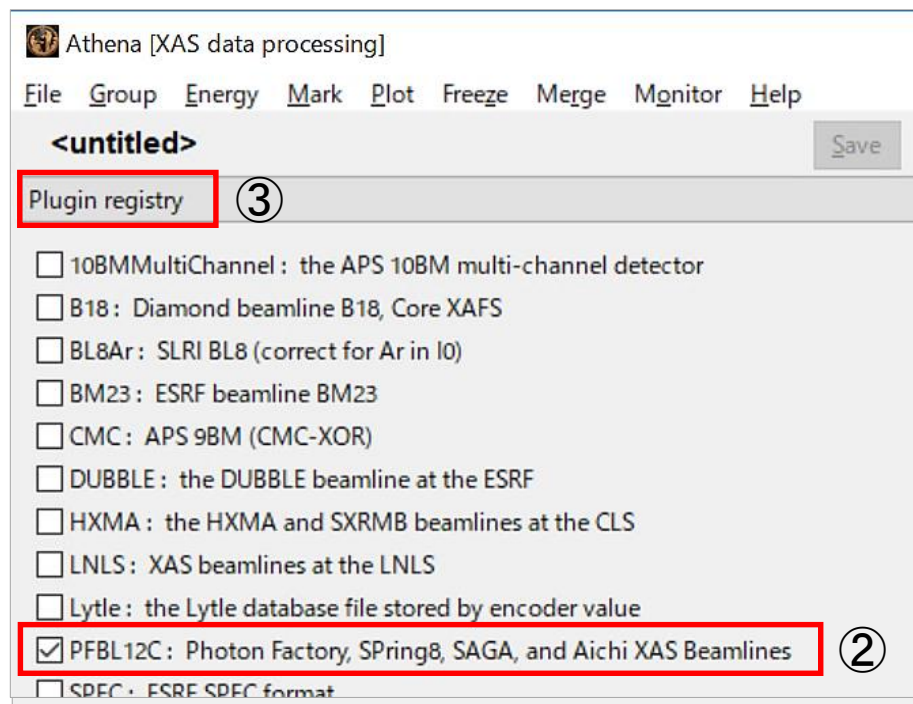 Athena [XAS data processing]
File Group Energy Mark Plot Freeze Merge Monitor Help
<untitled>
Save
Plugin registry ③
10BMMultiChannel : the APS 10BM multi-channel detector
B18 : Diamond beamline B18, Core XAFS
BL8Ar : SLRI BL8 (correct for Ar in I0)
BM23 : ESRF beamline BM23
CMC : APS 9BM (CMC-XOR)
DUBBLE : the DUBBLE beamline at the ESRF
HXMA : the HXMA and SXRMB beamlines at the CLS
LNLS : XAS beamlines at the LNLS
Lytle : the Lytle database file stored by encoder value
PFBL12C : Photon Factory, SPring8, SAGA, and Aichi XAS Beamlines ②
SPEC : ESRF SPEC format